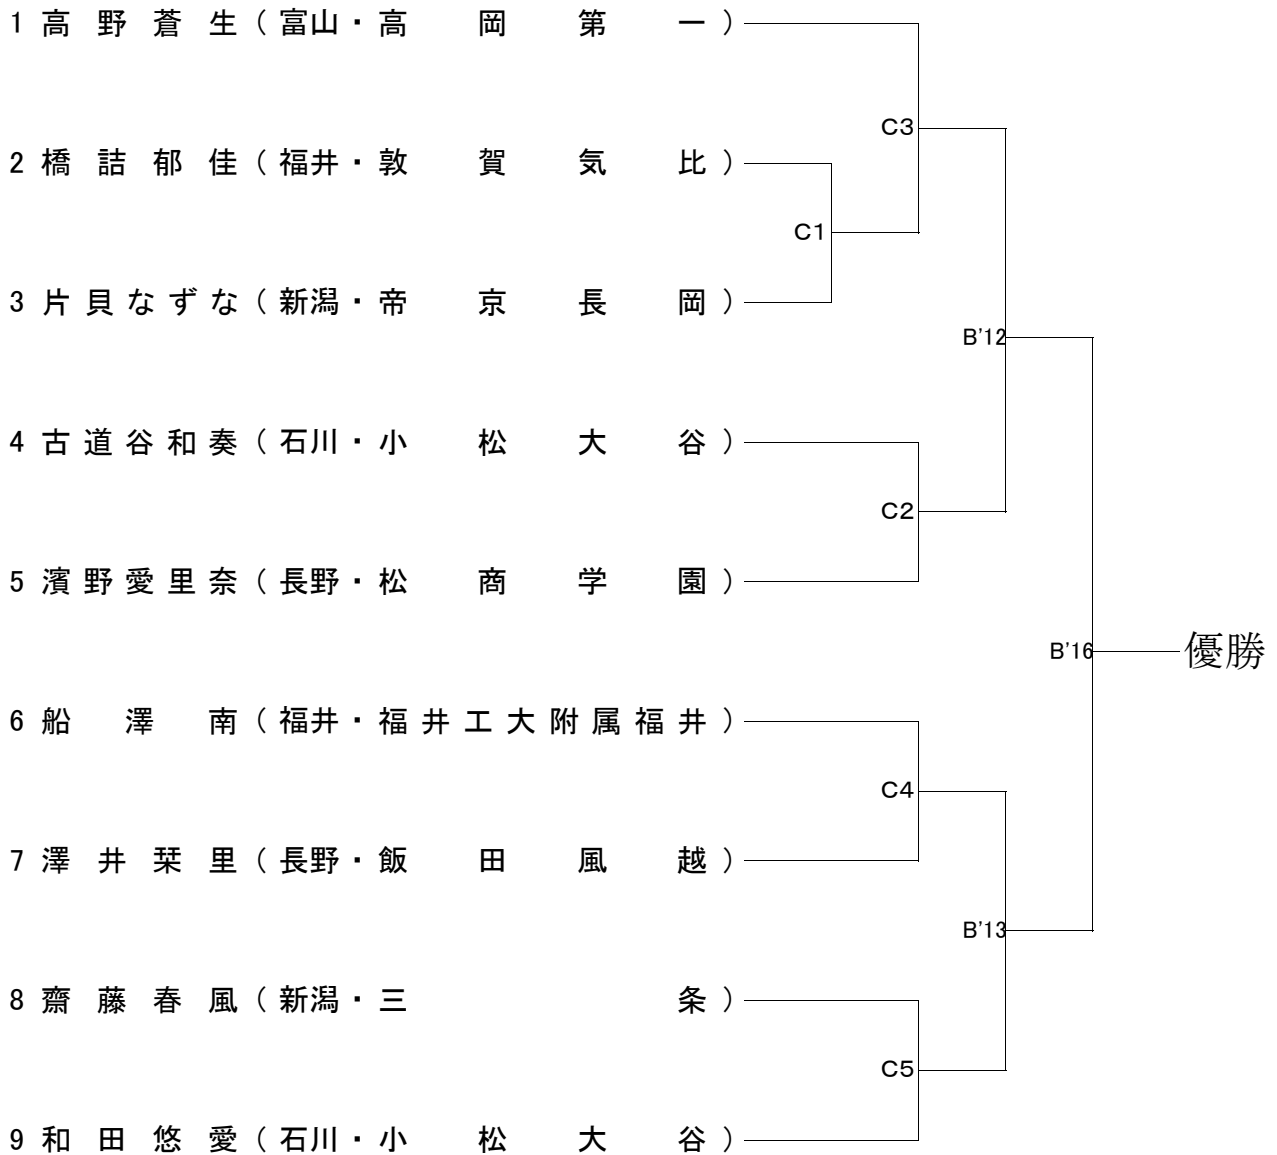 1 高野蒼生（富山・高岡第一）
C3
2 橋詰郁佳（福井・敦賀気比）
C1
3 片貝なずな（新潟・帝京長岡）
B'12
4 古道谷和奏（石川・小松大谷）
C2
5 濱野愛里奈（長野・松商学園）
B'16 優勝
6 船澤南（福井・福井工大附属福井）
C4
7 澤井栞里（長野・飯田風越）
B'13
8 齋藤春風（新潟・三条）
C5
9 和田悠愛（石川・小松大谷）